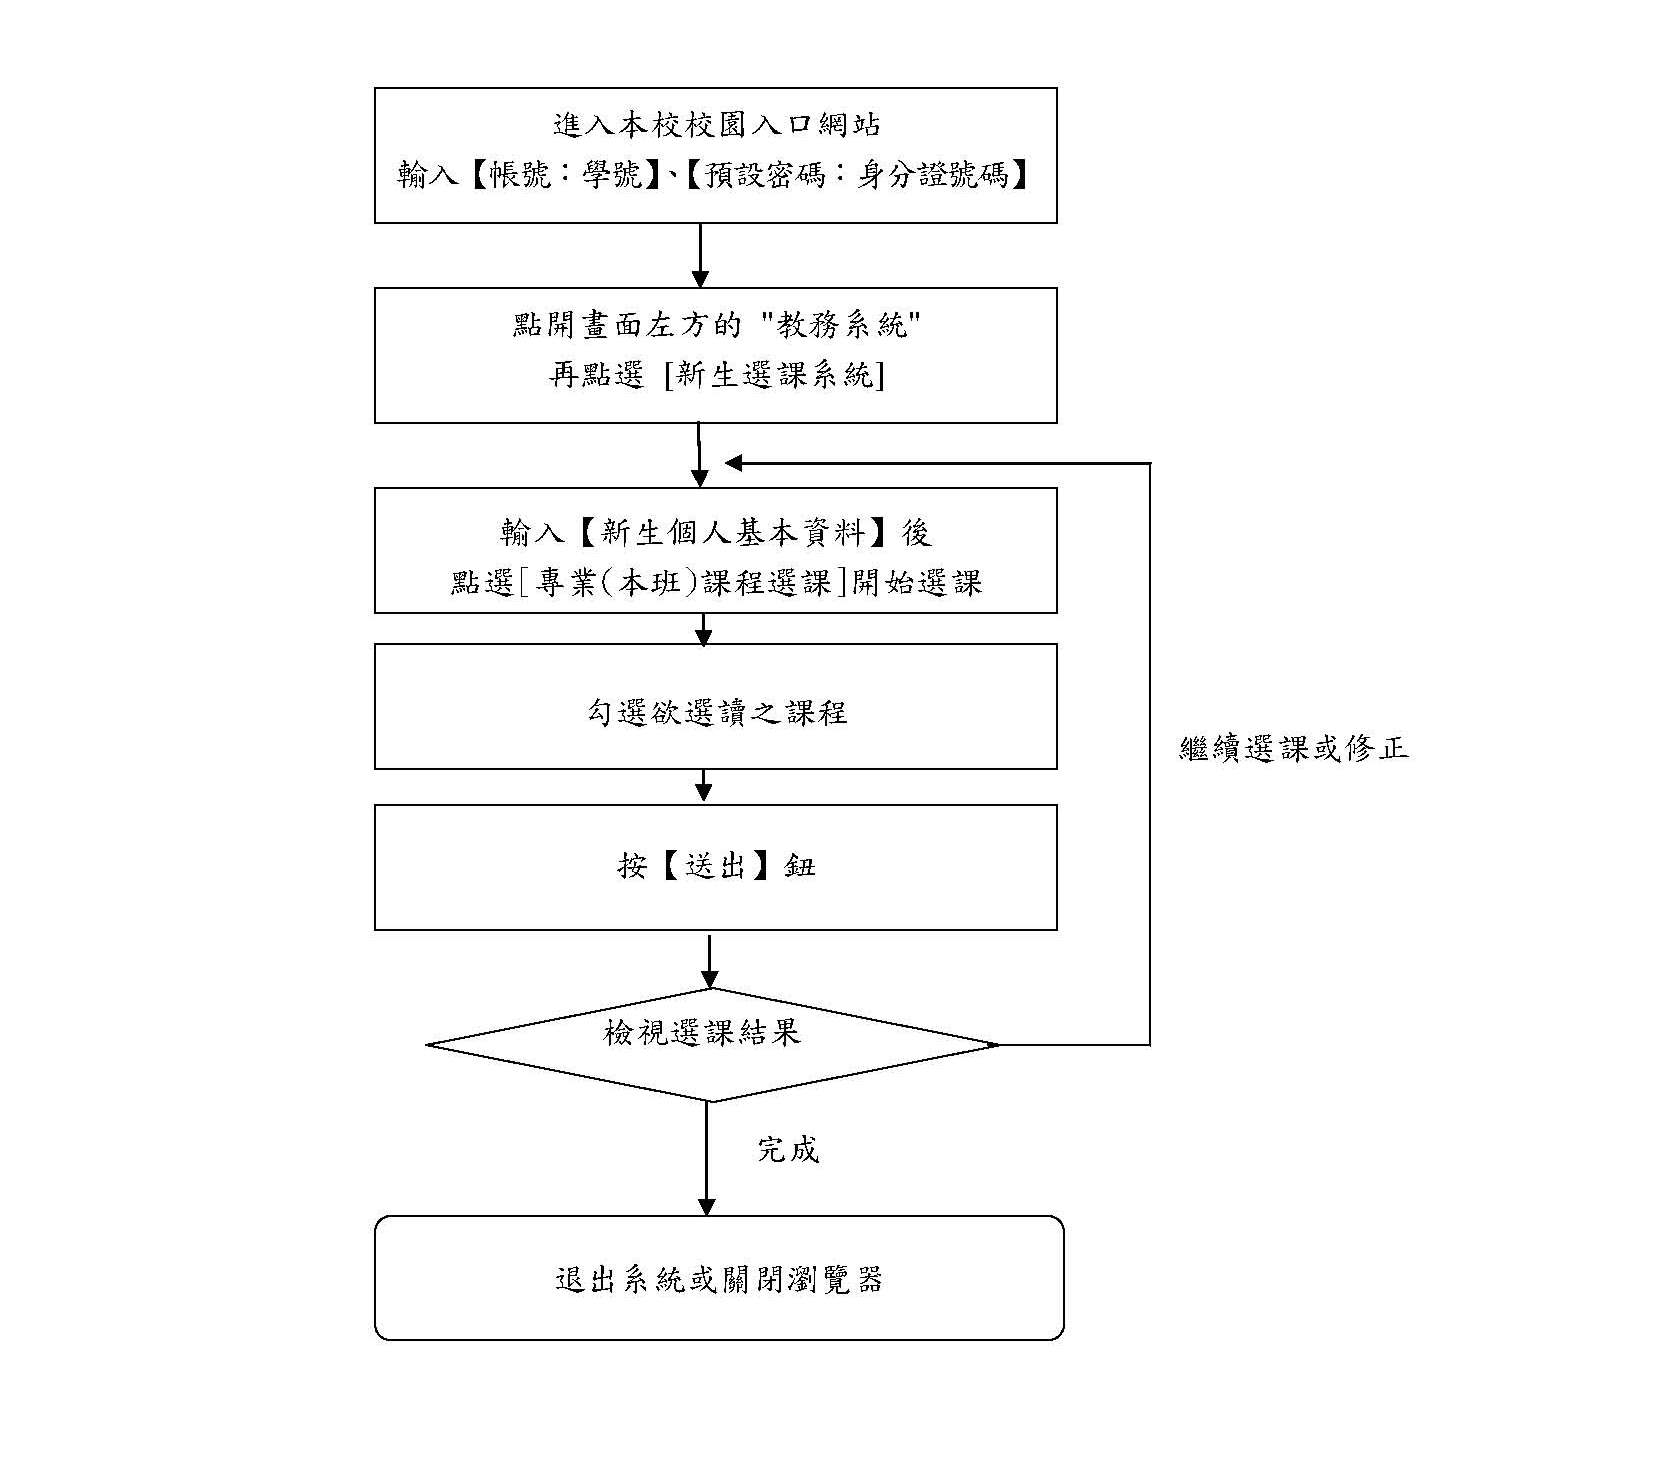 進入本校校園入口網站
輸入【帳號：學號】、【預設密碼：身分證號碼】
點開畫面左方的 "教務系統"
再點選 [新生選課系統]
輸入【新生個人基本資料】後
點選[專業(本班)課程選課]開始選課
勾選欲選讀之課程
繼續選課或修正
按【送出】鈕
檢視選課結果
完成
退出系統或關閉瀏覽器